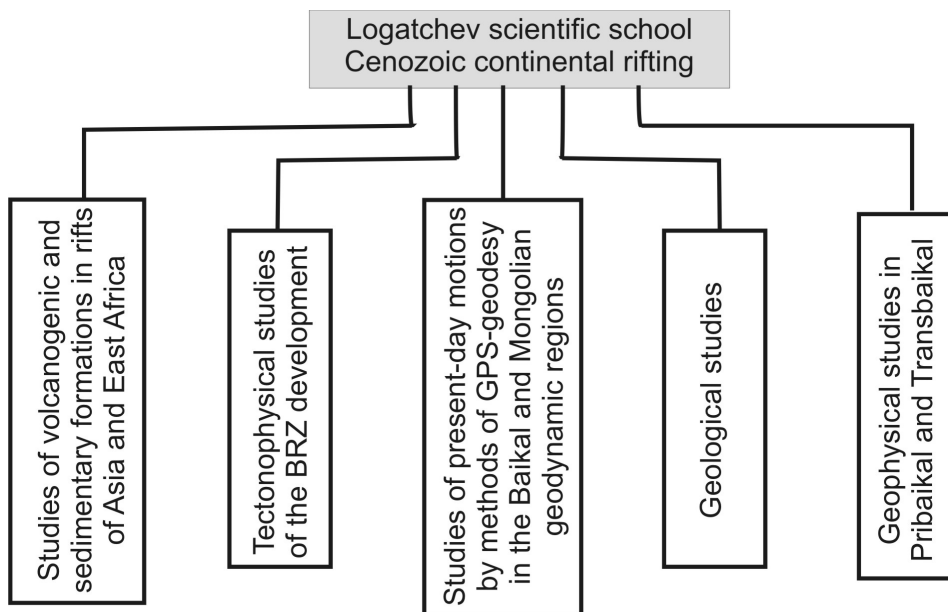 Logatchev scientific school
Cenozoic continental rifting
Studies of volcanogenic and
sedimentary formations in rifts
of Asia and East Africa
Tectonophysical studies
of the BRZ development
Studies of present-day motions
by methods of GPS-geodesy
in the Baikal and Mongolian
geodynamic regions
Geological studies
Geophysical studies in
Pribaikal and Transbaikal